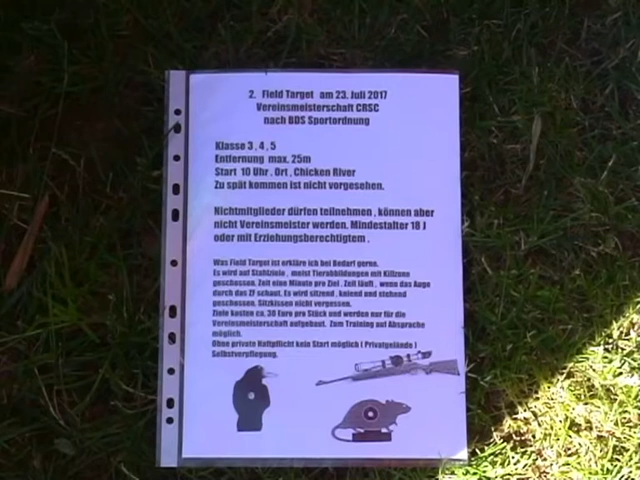 2. Field Target am 23. Juli 2017
Vereinsmeisterschaft CRSC
nach BDS Sportordnung
Klasse 3 , 4 , 5
Entfernung max. 25m
Start 10 Uhr . Ort , Chicken River
Zu spät kommen ist nicht vorgesehen.
Nichtmitglieder dürfen teilnehmen , können aber
nicht Vereinsmeister werden. Mindestalter 18 J
oder mit Erziehungsberechtigtem .
Was Field Target ist erkläre ich bei Bedarf gerne.
Es wird auf Stahlziele , meist Tierabbildungen mit Killzone
geschossen. Zeit eine Minute pro Ziel . Zeit läuft , wenn das Auge
durch das ZF schaut. Es wird sitzend , kniend und stehend
geschossen. Sitzkissen nicht vergessen.
Ziele kosten ca. 30 Euro pro Stück und werden nur für die
Vereinsmeisterschaft aufgebaut. Zum Training auf Absprache
möglich.
Ohne private Haftpflicht kein Start möglich ( Privatgelände )
Selbstverpflegung.